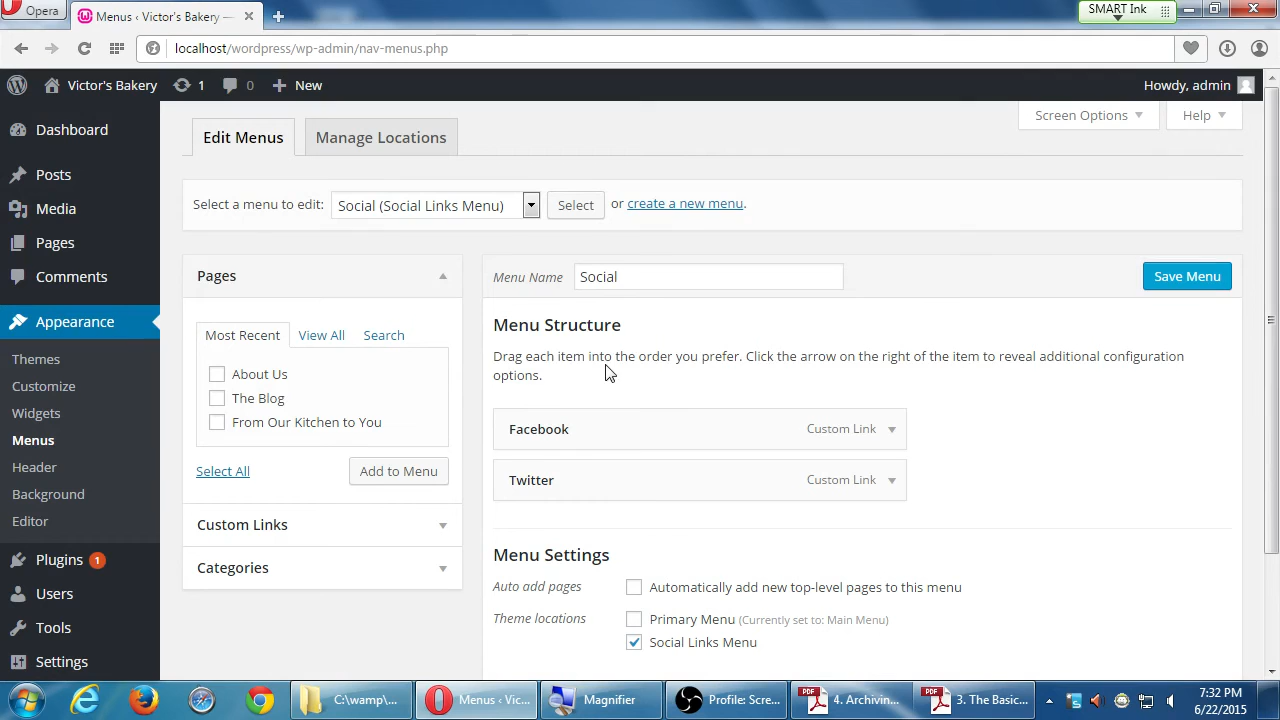 Opera
Menus ‹ Victor's Bakery —
SMART Ink
localhost/wordpress/wp-admin/nav-menus.php
Victor's Bakery
1
0
New
Howdy, admin
Dashboard
Posts
Media
Pages
Comments
Appearance
Themes
Customize
Widgets
Menus
Header
Background
Editor
Plugins 1
Users
Tools
Settings
Edit Menus
Manage Locations
Screen Options
Help
Select a menu to edit: Social (Social Links Menu) Select or create a new menu.
Pages
Most Recent View All Search
About Us
The Blog
From Our Kitchen to You
Select All Add to Menu
Custom Links
Categories
Menu Name Social Save Menu
Menu Structure
Drag each item into the order you prefer. Click the arrow on the right of the item to reveal additional configuration
options.
Facebook Custom Link
Twitter Custom Link
Menu Settings
Auto add pages Automatically add new top-level pages to this menu
Theme locations Primary Menu (Currently set to: Main Menu)
Social Links Menu
C:\wamp\...
Menus ‹ Vic...
Magnifier
Profile: Scre...
PDF 4. Archivin...
PDF 3. The Basic...
7:32 PM
6/22/2015